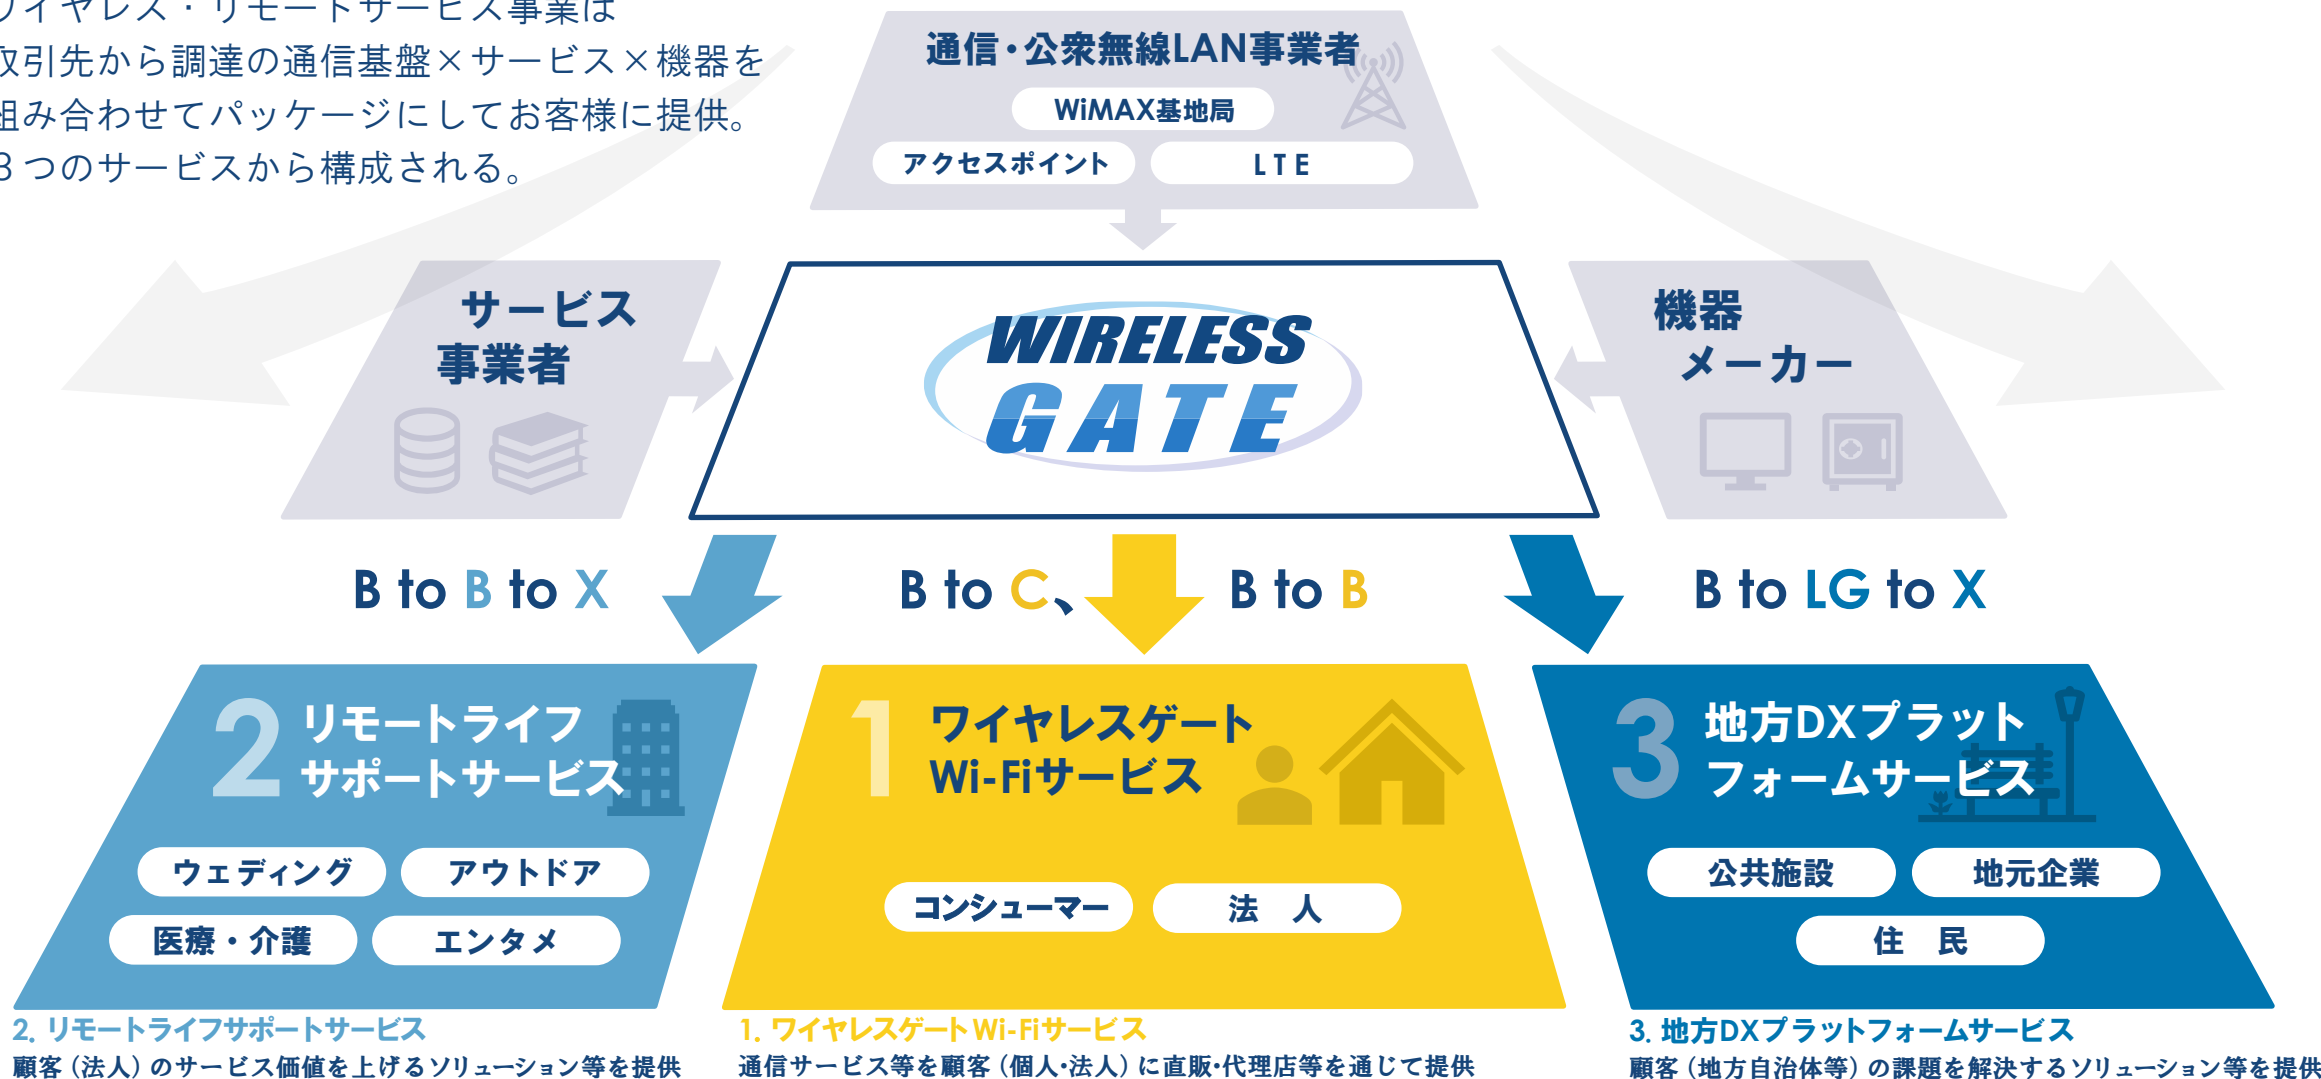 ワイヤレス・リモートサービス事業は
取引先から調達の通信基盤×サービス×機器を
組み合わせてパッケージにしてお客様に提供。
３つのサービスから構成される。
通信・公衆無線LAN事業者
WiMAX基地局
アクセスポイント
LTE
サービス
事業者
WIRELESS
GATE
機器
メーカー
B to B to X
B to C、
B to B
B to LG to X
2
リモートライフ
サポートサービス
ウェディング
アウトドア
医療・介護
エンタメ
1
ワイヤレスゲート
Wi-Fiサービス
コンシューマー
法　人
3
地方DXプラット
フォームサービス
公共施設
地元企業
住　民
2. リモートライフサポートサービス
顧客（法人）のサービス価値を上げるソリューション等を提供
1. ワイヤレスゲートWi-Fiサービス
通信サービス等を顧客（個人・法人）に直販・代理店等を通じて提供
3. 地方DXプラットフォームサービス
顧客（地方自治体等）の課題を解決するソリューション等を提供